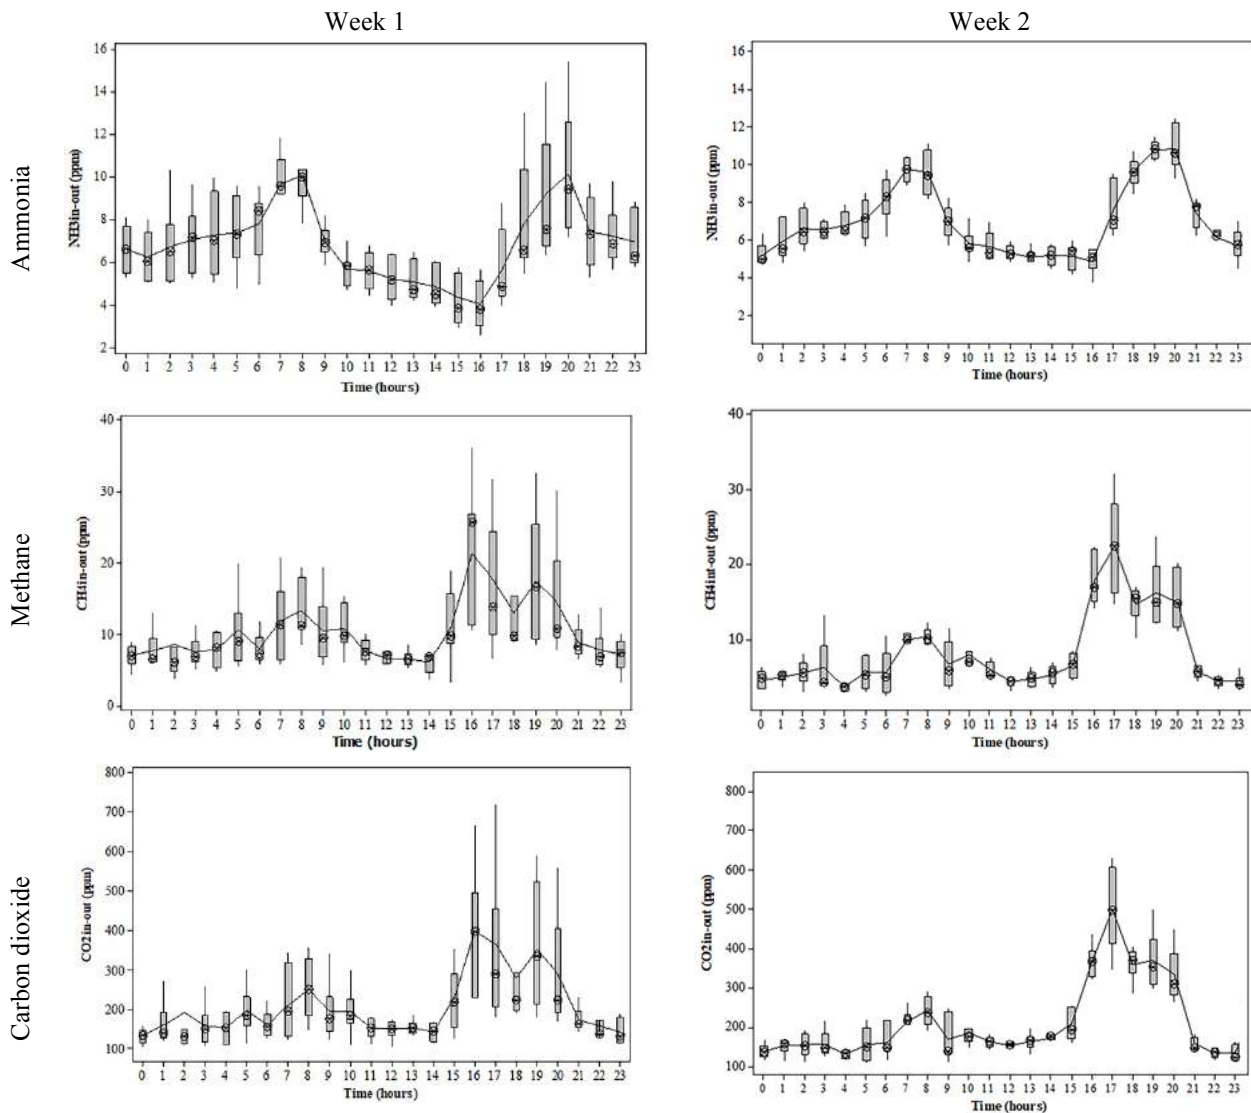 Week 1
Week 2
Ammonia
NH3in-out (ppm)
16
14
12
10
8
6
4
2
0 1 2 3 4 5 6 7 8 9 10 11 12 13 14 15 16 17 18 19 20 21 22 23
Time (hours)
NH3in-out (ppm)
16
14
12
10
8
6
4
2
0 1 2 3 4 5 6 7 8 9 10 11 12 13 14 15 16 17 18 19 20 21 22 23
Time (hours)
Methane
CH4in-out (ppm)
40
30
20
10
0
0 1 2 3 4 5 6 7 8 9 10 11 12 13 14 15 16 17 18 19 20 21 22 23
Time (hours)
CH4int-out (ppm)
40
30
20
10
0 1 2 3 4 5 6 7 8 9 10 11 12 13 14 15 16 17 18 19 20 21 22 23
Time (hours)
Carbon dioxide
CO2in-out (ppm)
800
700
600
500
400
300
200
100
0 1 2 3 4 5 6 7 8 9 10 11 12 13 14 15 16 17 18 19 20 21 22 23
Time (hours)
CO2in-out (ppm)
800
700
600
500
400
300
200
100
0 1 2 3 4 5 6 7 8 9 10 11 12 13 14 15 16 17 18 19 20 21 22 23
Time (hours)